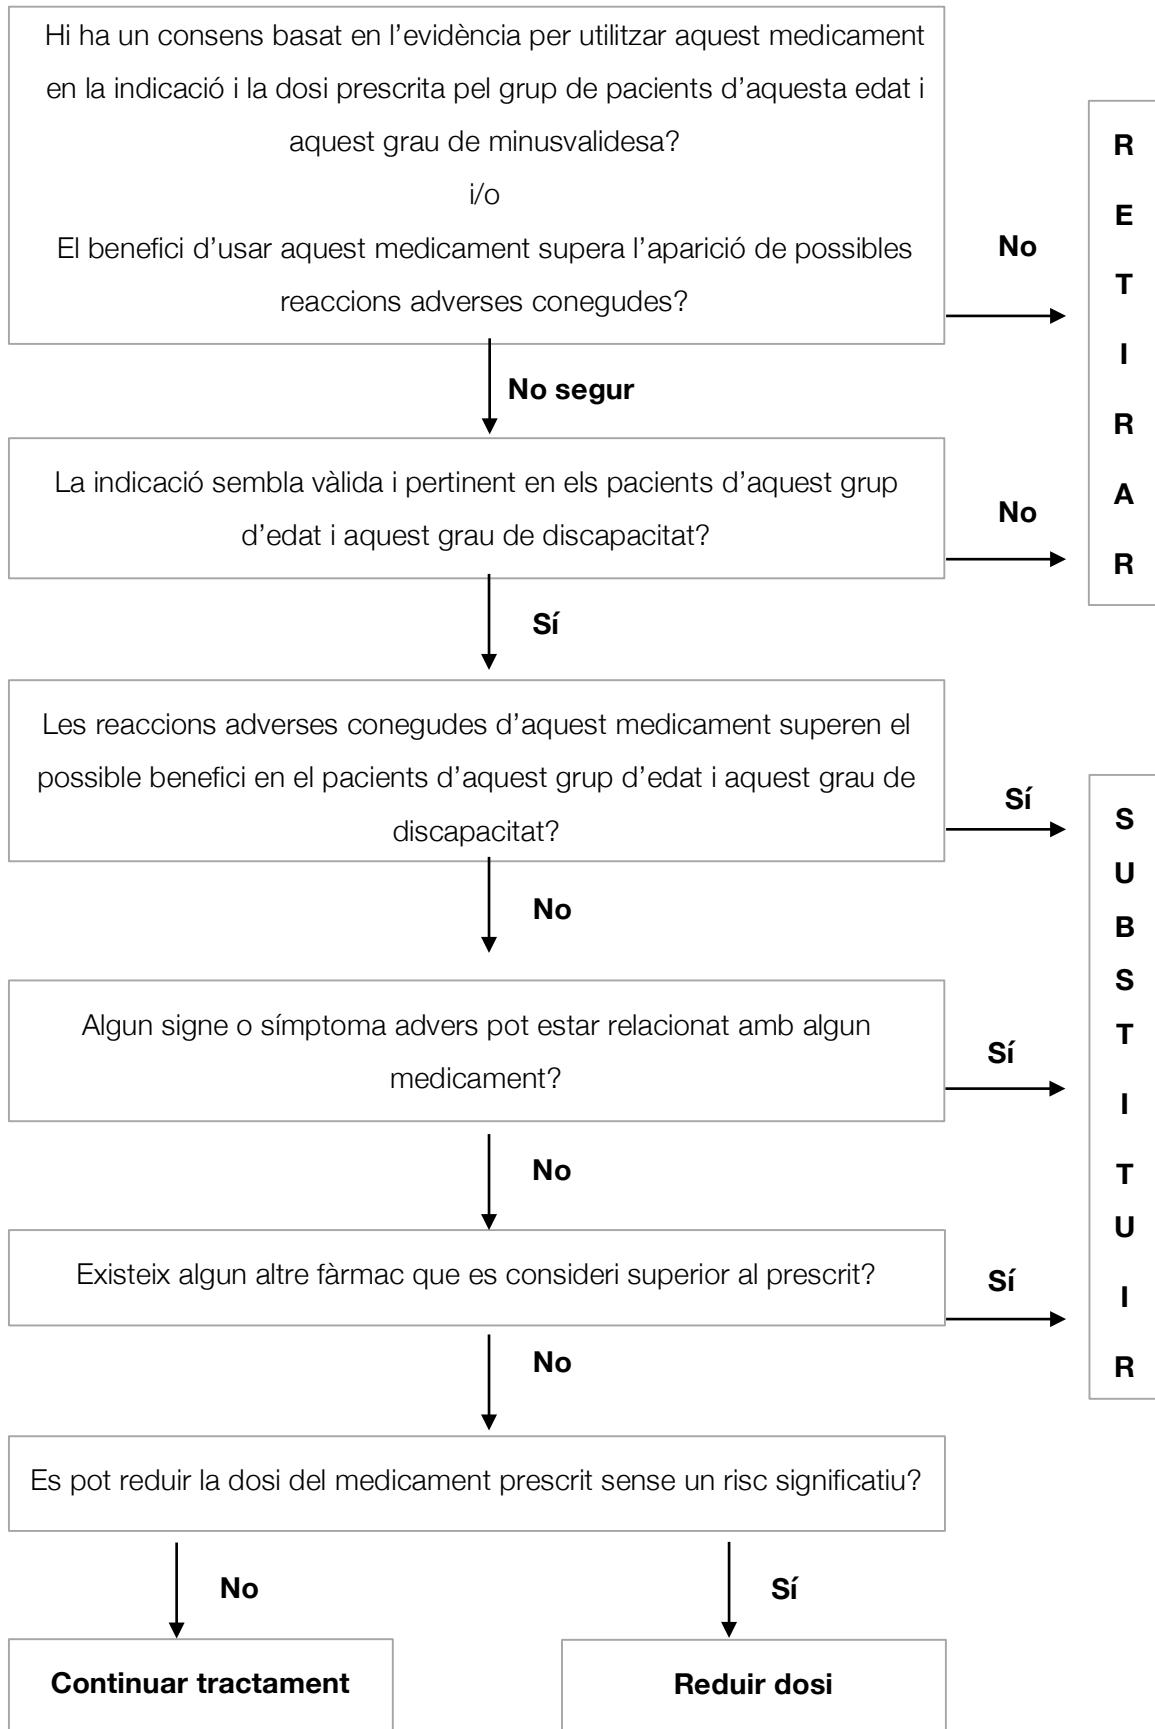 Hi ha un consens basat en l’evidència per utilitzar aquest medicament
en la indicació i la dosi prescrita pel grup de pacients d’aquesta edat i
aquest grau de minusvalidesa?
i/o
El benefici d’usar aquest medicament supera l’aparició de possibles
reaccions adverses conegudes?
No
No segur
La indicació sembla vàlida i pertinent en els pacients d’aquest grup
d’edat i aquest grau de discapacitat?
No
R
E
T
I
R
A
R
Sí
Les reaccions adverses conegudes d’aquest medicament superen el
possible benefici en el pacients d’aquest grup d’edat i aquest grau de
discapacitat?
Sí
No
Algun signe o símptoma advers pot estar relacionat amb algun
medicament?
Sí
No
Existeix algun altre fàrmac que es consideri superior al prescrit?
Sí
S
U
B
S
T
I
T
U
I
R
No
Es pot reduir la dosi del medicament prescrit sense un risc significatiu?
No
Sí
Continuar tractament
Reduir dosi